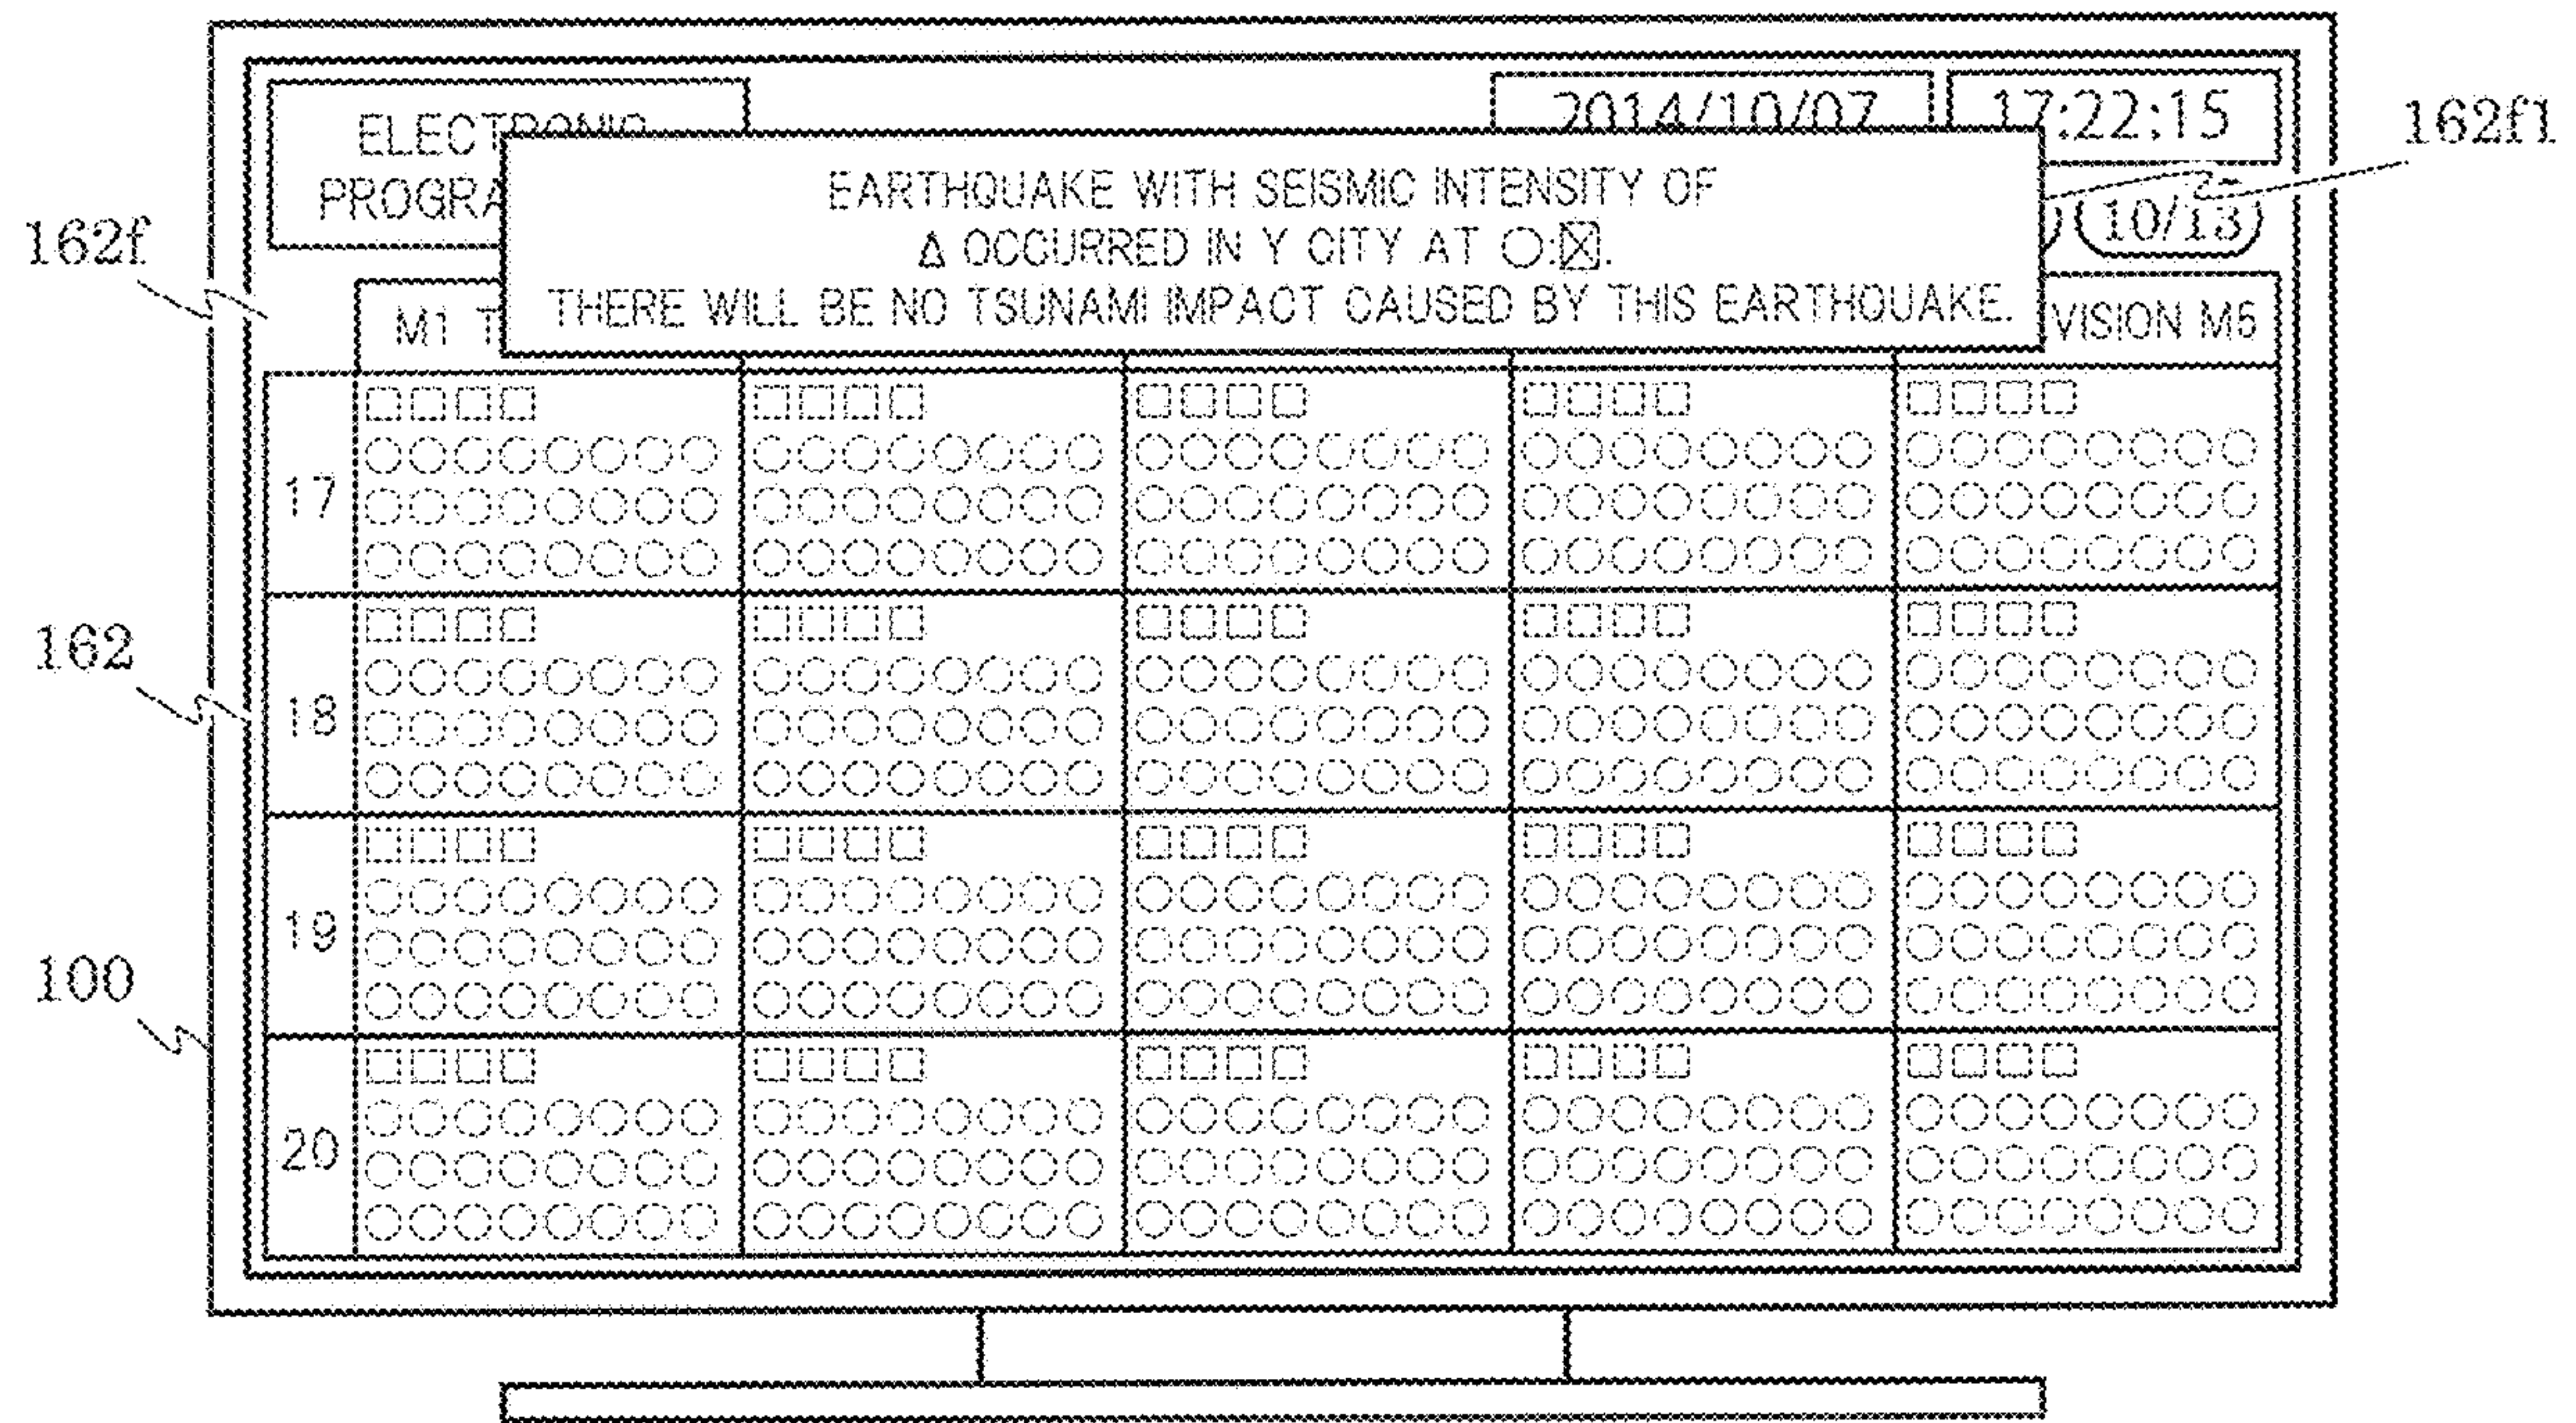 2014/10/07 17:22:15
162f1
ELECTRONIC
PROGRA
EARTHQUAKE WITH SEISMIC INTENSITY OF
Δ OCCURRED IN Y CITY AT ○:☒.
THERE WILL BE NO TSUNAMI IMPACT CAUSED BY THIS EARTHQUAKE.
10/13
162f
M1 T
VISION M6
□□□□ □□□□ □□□□ □□□□ □□□□
○○○○○○○○ ○○○○○○○○ ○○○○○○○○ ○○○○○○○○ ○○○○○○○○
17
○○○○○○○○ ○○○○○○○○ ○○○○○○○○ ○○○○○○○○ ○○○○○○○○
○○○○○○○○ ○○○○○○○○ ○○○○○○○○ ○○○○○○○○ ○○○○○○○○
□□□□ □□□□ □□□□ □□□□ □□□□
162
○○○○○○○○ ○○○○○○○○ ○○○○○○○○ ○○○○○○○○ ○○○○○○○○
18
○○○○○○○○ ○○○○○○○○ ○○○○○○○○ ○○○○○○○○ ○○○○○○○○
○○○○○○○○ ○○○○○○○○ ○○○○○○○○ ○○○○○○○○ ○○○○○○○○
□□□□ □□□□ □□□□ □□□□ □□□□
○○○○○○○○ ○○○○○○○○ ○○○○○○○○ ○○○○○○○○ ○○○○○○○○
19
○○○○○○○○ ○○○○○○○○ ○○○○○○○○ ○○○○○○○○ ○○○○○○○○
100
○○○○○○○○ ○○○○○○○○ ○○○○○○○○ ○○○○○○○○ ○○○○○○○○
□□□□ □□□□ □□□□ □□□□ □□□□
○○○○○○○○ ○○○○○○○○ ○○○○○○○○ ○○○○○○○○ ○○○○○○○○
20
○○○○○○○○ ○○○○○○○○ ○○○○○○○○ ○○○○○○○○ ○○○○○○○○
○○○○○○○○ ○○○○○○○○ ○○○○○○○○ ○○○○○○○○ ○○○○○○○○